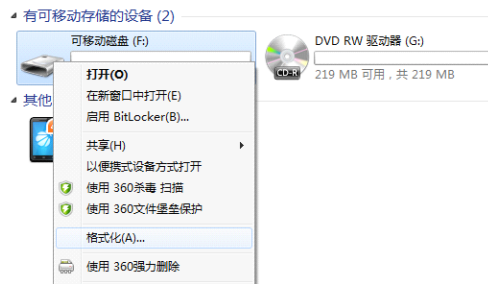 有可移动存储的设备 (2)
可移动磁盘 (F:)
DVD RW 驱动器 (G:)
CD-R
219 MB 可用，共 219 MB
打开(O)
在新窗口中打开(E)
启用 BitLocker(B)...
其他
共享(H)
以便携式设备方式打开
使用 360杀毒 扫描
使用 360文件堡垒保护
格式化(A)...
使用 360强力删除